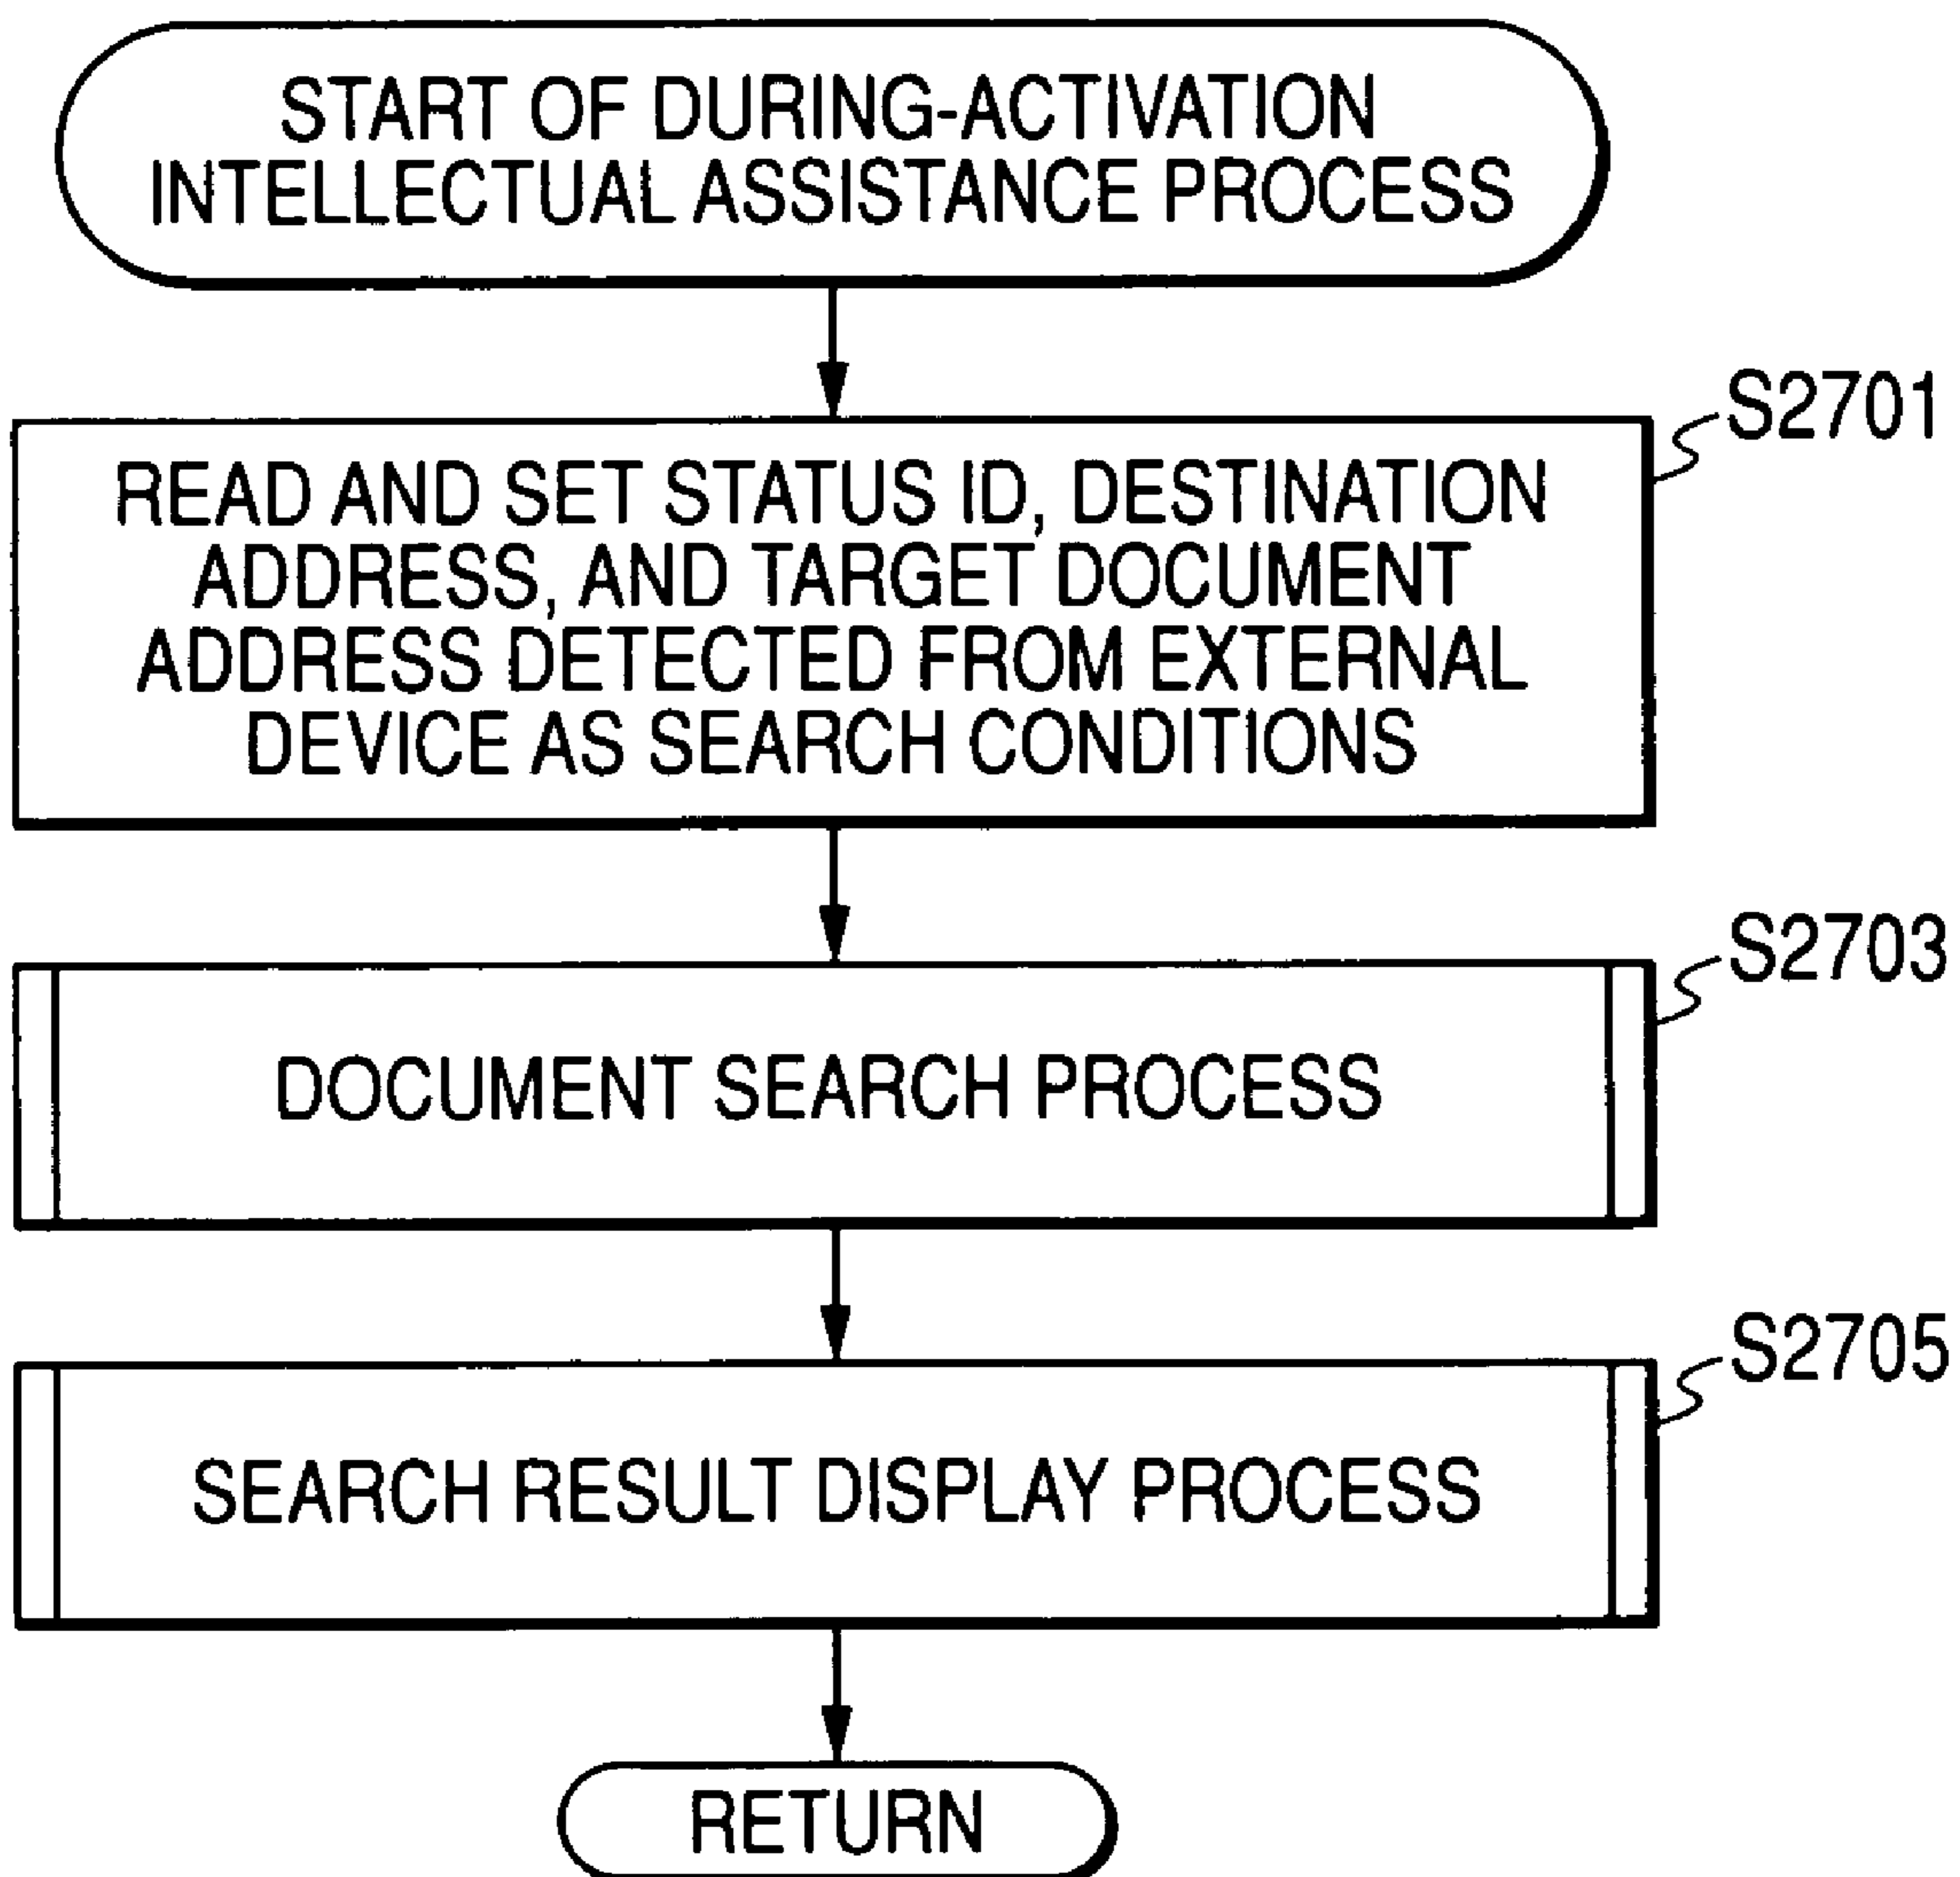 START OF DURING-ACTIVATION
INTELLECTUAL ASSISTANCE PROCESS
S2701
READ AND SET STATUS ID, DESTINATION
ADDRESS, AND TARGET DOCUMENT
ADDRESS DETECTED FROM EXTERNAL
DEVICE AS SEARCH CONDITIONS
S2703
DOCUMENT SEARCH PROCESS
S2705
SEARCH RESULT DISPLAY PROCESS
RETURN